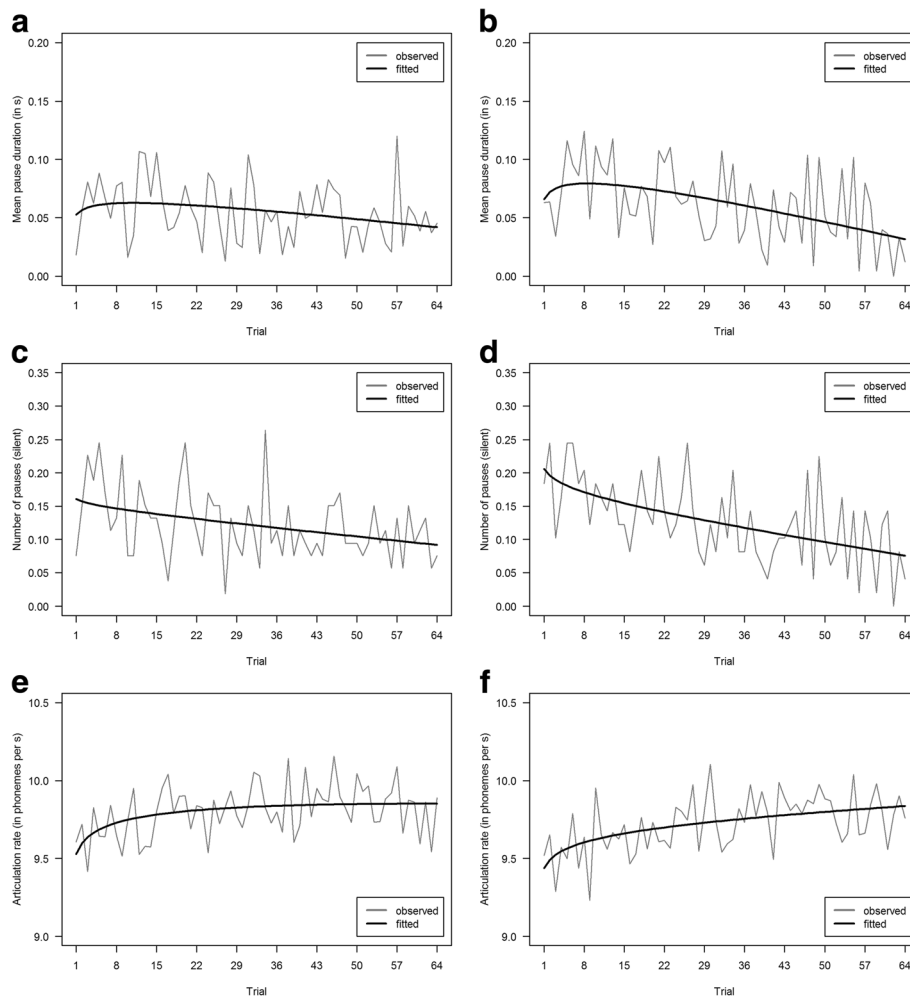 a
Mean pause duration (in s)
0.20
0.15
0.10
0.05
0.00
observed
fitted
1 8 15 22 29 36 43 50 57 64
Trial
b
Mean pause duration (in s)
0.20
0.15
0.10
0.05
0.00
observed
fitted
1 8 15 22 29 36 43 50 57 64
Trial
c
Number of pauses (silent)
0.35
0.30
0.25
0.20
0.15
0.10
0.05
0.00
observed
fitted
1 8 15 22 29 36 43 50 57 64
Trial
d
Number of pauses (silent)
0.35
0.30
0.25
0.20
0.15
0.10
0.05
0.00
observed
fitted
1 8 15 22 29 36 43 50 57 64
Trial
e
Articulation rate (in phonemes per s)
10.5
10.0
9.5
9.0
observed
fitted
1 8 15 22 29 36 43 50 57 64
Trial
f
Articulation rate (in phonemes per s)
10.5
10.0
9.5
9.0
observed
fitted
1 8 15 22 29 36 43 50 57 64
Trial